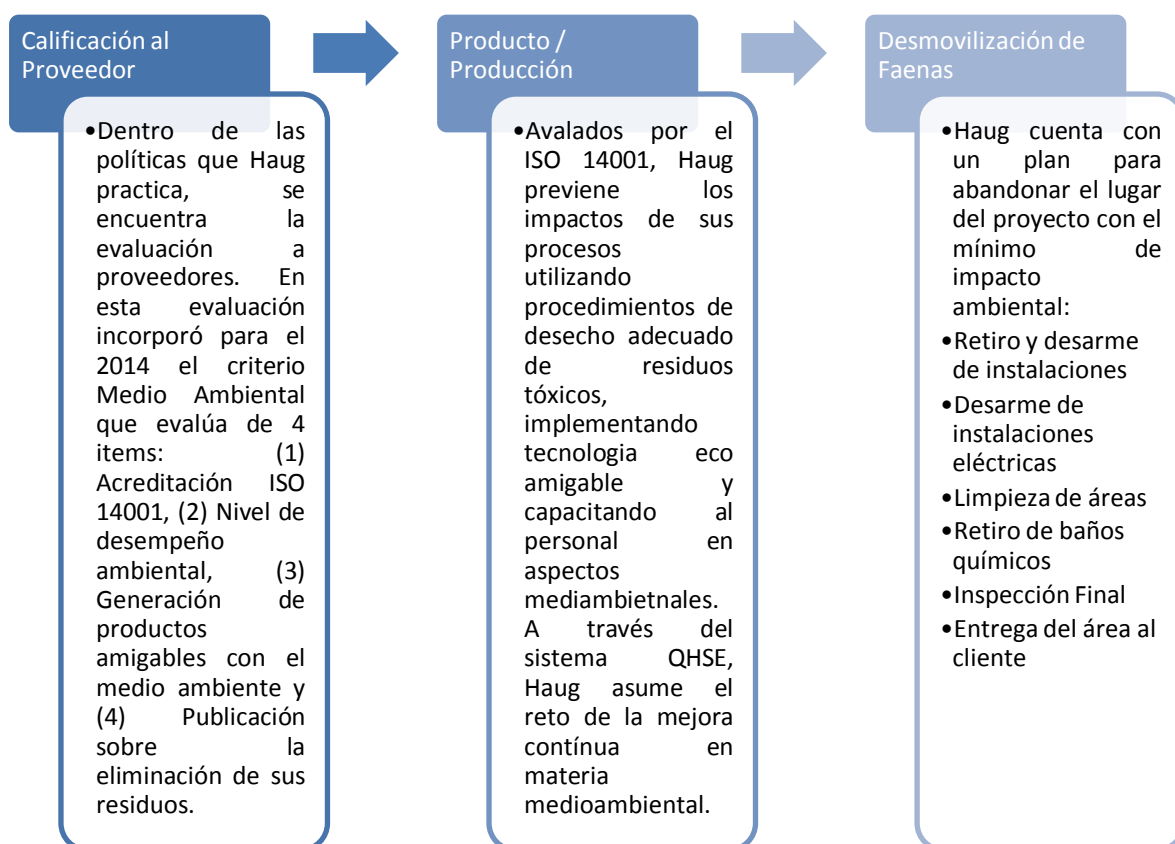 Calificación al
Proveedor
•Dentro de las
políticas que Haug
practica, se
encuentra la
evaluación a
proveedores. En
esta evaluación
incorporó para el
2014 el criterio
Medio Ambiental
que evalúa de 4
items: (1)
Acreditación ISO
14001, (2) Nivel de
desempeño
ambiental, (3)
Generación de
productos
amigables con el
medio ambiente y
(4) Publicación
sobre la
eliminación de sus
residuos.
Producto /
Producción
•Avalados por el
ISO 14001, Haug
previene los
impactos de sus
procesos
utilizando
procedimientos de
desecho adecuado
de residuos
tóxicos,
implementando
tecnologia eco
amigable y
capacitando al
personal en
aspectos
mediambietnales.
A través del
sistema QHSE,
Haug asume el
reto de la mejora
contínua en
materia
medioambiental.
Desmovilización de
Faenas
•Haug cuenta con
un plan para
abandonar el lugar
del proyecto con el
mínimo de
impacto
ambiental:
•Retiro y desarme
de instalaciones
•Desarme de
instalaciones
eléctricas
•Limpieza de áreas
•Retiro de baños
químicos
•Inspección Final
•Entrega del área al
cliente